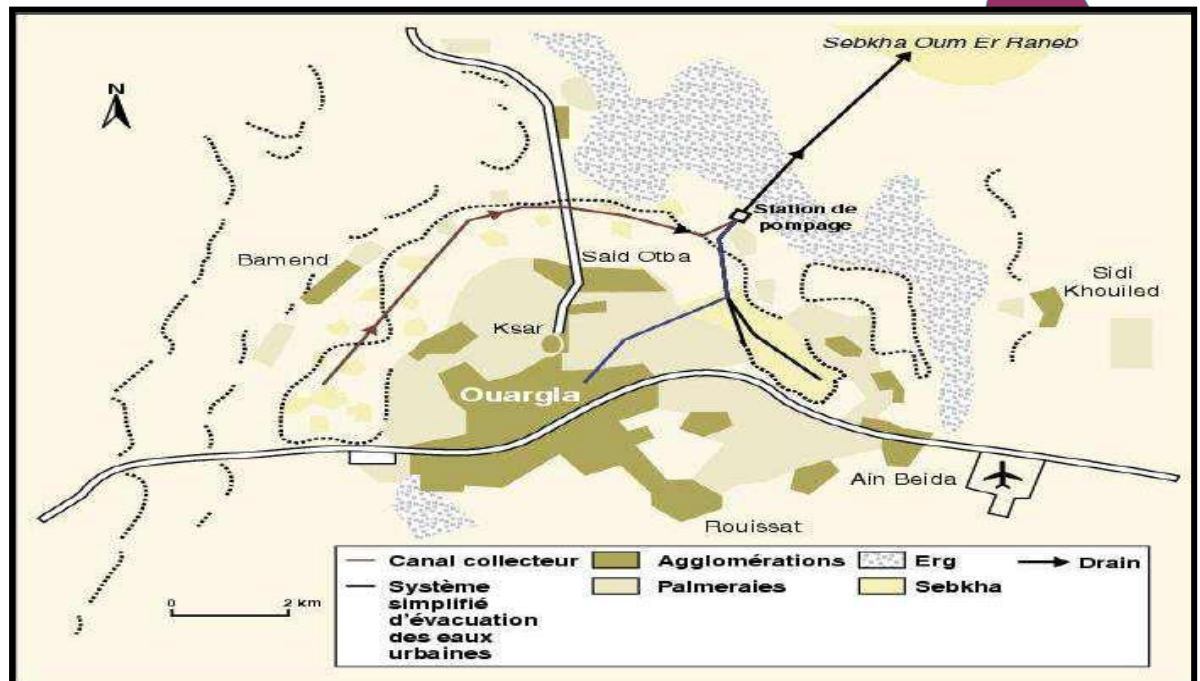 Sebkha Oum Er Raneb
N
Station de
pompage
Bamend
Said Otba
Sidi
Khouiled
Ksar
Ouargla
Ain Beida
Rouissat
0 2 km
Canal collecteur
Système
simplifié
d'évacuation
des eaux
urbaines
Agglomérations
Palmeraies
Erg
Sebkha
Drain